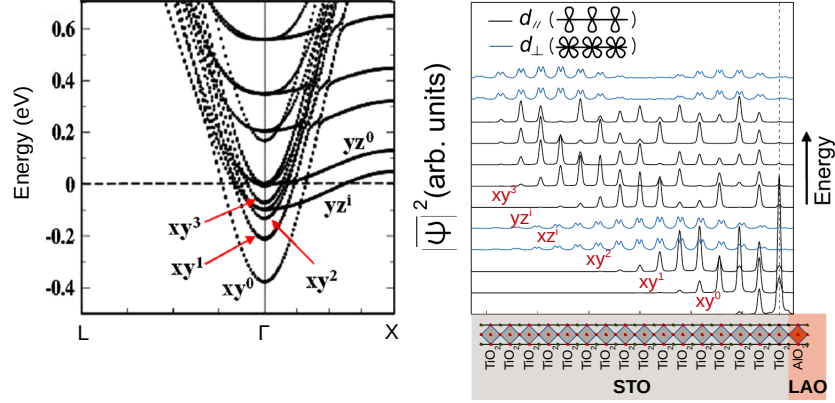 Energy (eV)
0.6
0.4
0.2
0
-0.2
-0.4
yz⁰
yzⁱ
xy³
xy¹
xy⁰
xy²
L
Γ
X
|Ψ̅|² (arb. units)
d∥ ( )
d⊥ ( )
xy³
yzⁱ
xzⁱ
xy²
xy¹
xy⁰
Energy
TiO₂ TiO₂ TiO₂ TiO₂ TiO₂ TiO₂ TiO₂ TiO₂ TiO₂ TiO₂ TiO₂ TiO₂ TiO₂ TiO₂ TiO₂ AlO₂
STO
LAO